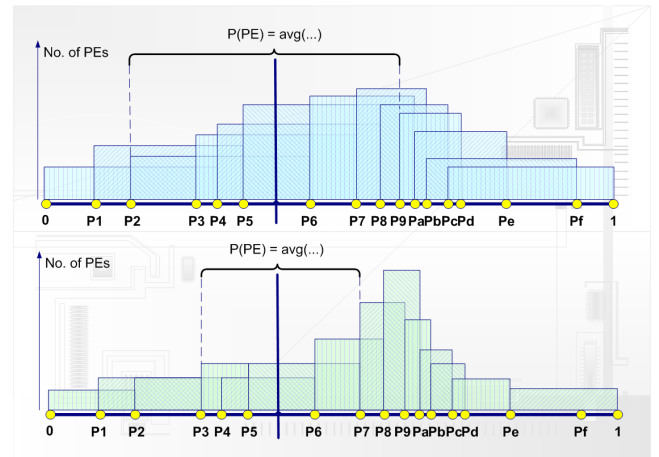 P(PE) = avg(...)
No. of PEs
0 P1 P2 P3 P4 P5 P6 P7 P8 P9 Pa Pb Pc Pd Pe Pf 1
P(PE) = avg(...)
No. of PEs
0 P1 P2 P3 P4 P5 P6 P7 P8 P9 Pa Pb Pc Pd Pe Pf 1